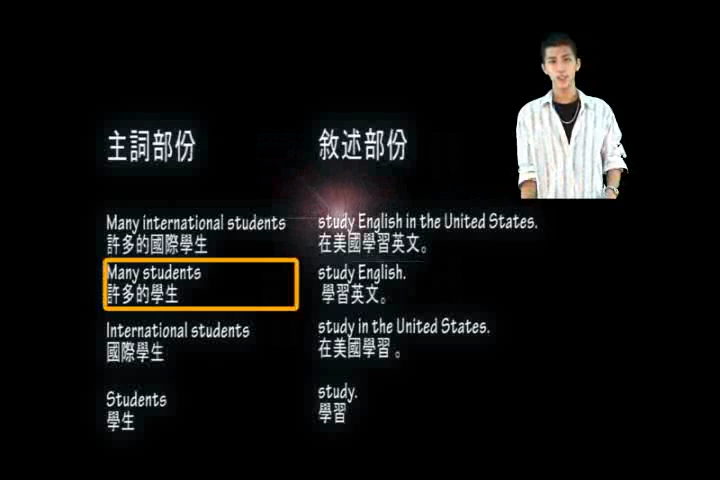 主詞部份 敘述部份
Many international students study English in the United States.
許多的國際學生 在美國學習英文。
Many students study English.
許多的學生 學習英文。
International students study in the United States.
國際學生 在美國學習 。
Students study.
學生 學習